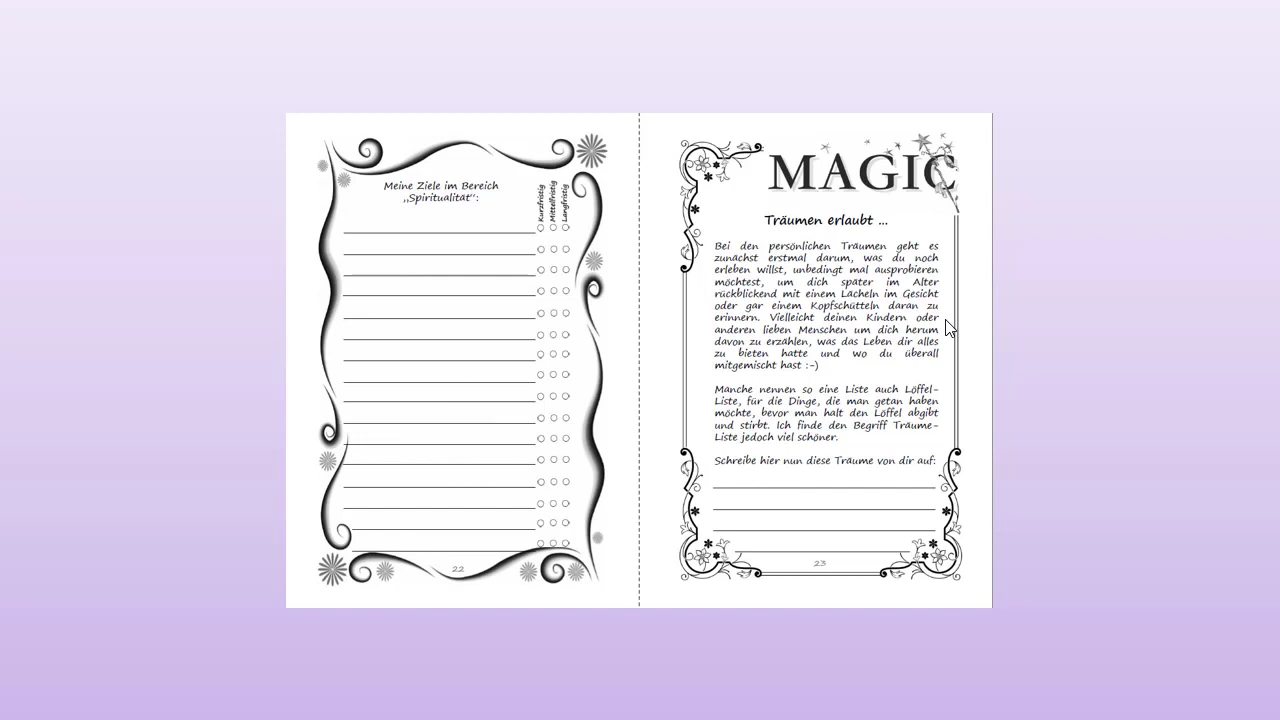 Meine Ziele im Bereich
„Spiritualität":
Kurzfristig
Mittelfristig
Langfristig
22
MAGIC
Träumen erlaubt ...
Bei den persönlichen Träumen geht es
zunächst erstmal darum, was du noch
erleben willst, unbedingt mal ausprobieren
möchtest, um dich später im Alter
rückblickend mit einem Lächeln im Gesicht
oder gar einem Kopfschütteln daran zu
erinnern. Vielleicht deinen Kindern oder
anderen lieben Menschen um dich herum
davon zu erzählen, was das Leben dir alles
zu bieten hatte und wo du überall
mitgemischt hast :-)
Manche nennen so eine Liste auch Löffel-
Liste, für die Dinge, die man getan haben
möchte, bevor man halt den Löffel abgibt
und stirbt. Ich finde den Begriff Träume-
Liste jedoch viel schöner.
Schreibe hier nun diese Träume von dir auf:
23